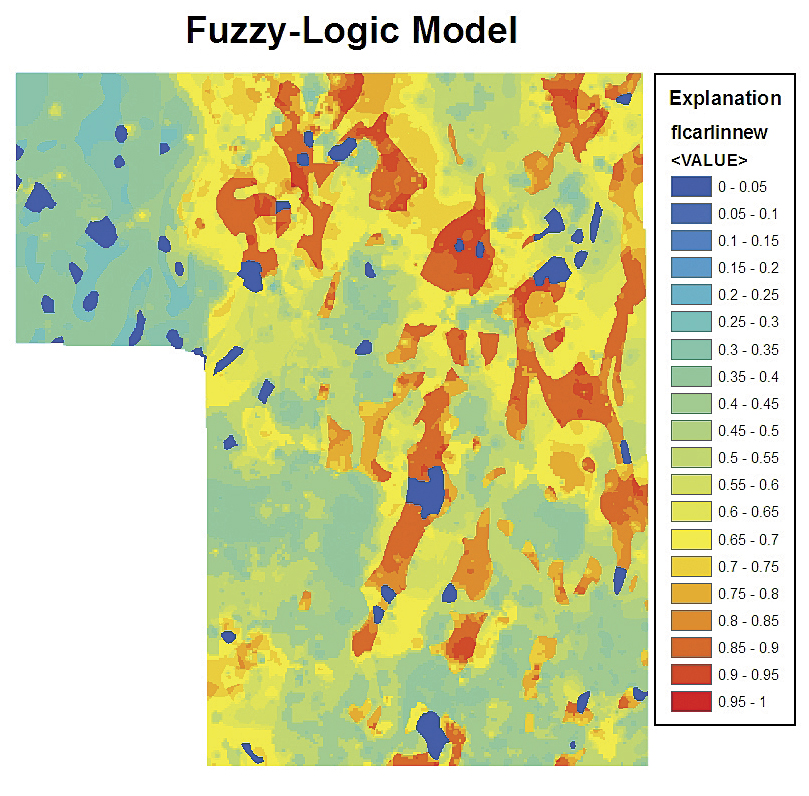 Fuzzy-Logic Model
Explanation
flcarlinnew
<VALUE>
0 - 0.05
0.05 - 0.1
0.1 - 0.15
0.15 - 0.2
0.2 - 0.25
0.25 - 0.3
0.3 - 0.35
0.35 - 0.4
0.4 - 0.45
0.45 - 0.5
0.5 - 0.55
0.55 - 0.6
0.6 - 0.65
0.65 - 0.7
0.7 - 0.75
0.75 - 0.8
0.8 - 0.85
0.85 - 0.9
0.9 - 0.95
0.95 - 1